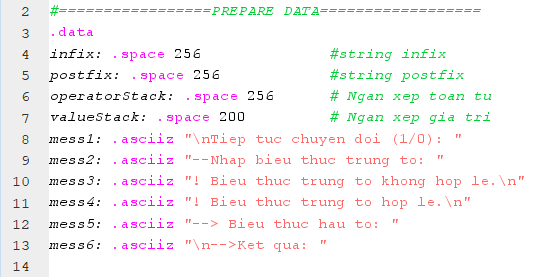 2 #=================PREPARE DATA==================
3 .data
4 infix: .space 256 #string infix
5 postfix: .space 256 #string postfix
6 operatorStack: .space 256 # Ngan xep toan tu
7 valueStack: .space 200 # Ngan xep gia tri
8 mess1: .asciiz "\nTiep tuc chuyen doi (1/0): "
9 mess2: .asciiz "--Nhap bieu thuc trung to: "
10 mess3: .asciiz "! Bieu thuc trung to khong hop le.\n"
11 mess4: .asciiz "! Bieu thuc trung to hop le.\n"
12 mess5: .asciiz "--> Bieu thuc hau to: "
13 mess6: .asciiz "\n-->Ket qua: "
14